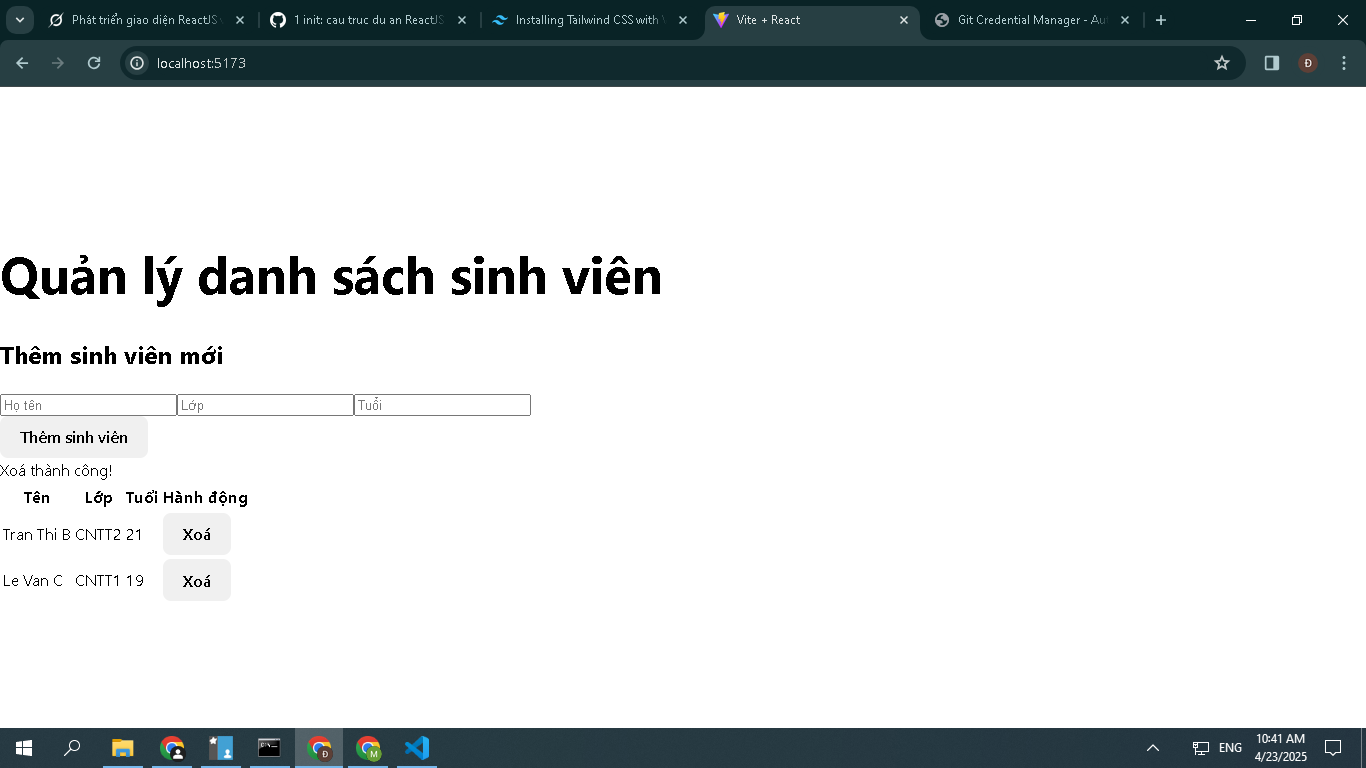 Phát triển giao diện ReactJS
1 init: cau truc du an ReactJS
Installing Tailwind CSS with
Vite + React
Git Credential Manager - Aut
localhost:5173
Đ
Quản lý danh sách sinh viên
Thêm sinh viên mới
Họ tên Lớp Tuổi
Thêm sinh viên
Xoá thành công!
Tên Lớp Tuổi Hành động
Tran Thi B CNTT2 21 Xoá
Le Van C CNTT1 19 Xoá
Đ M ENG 10:41 AM
4/23/2025